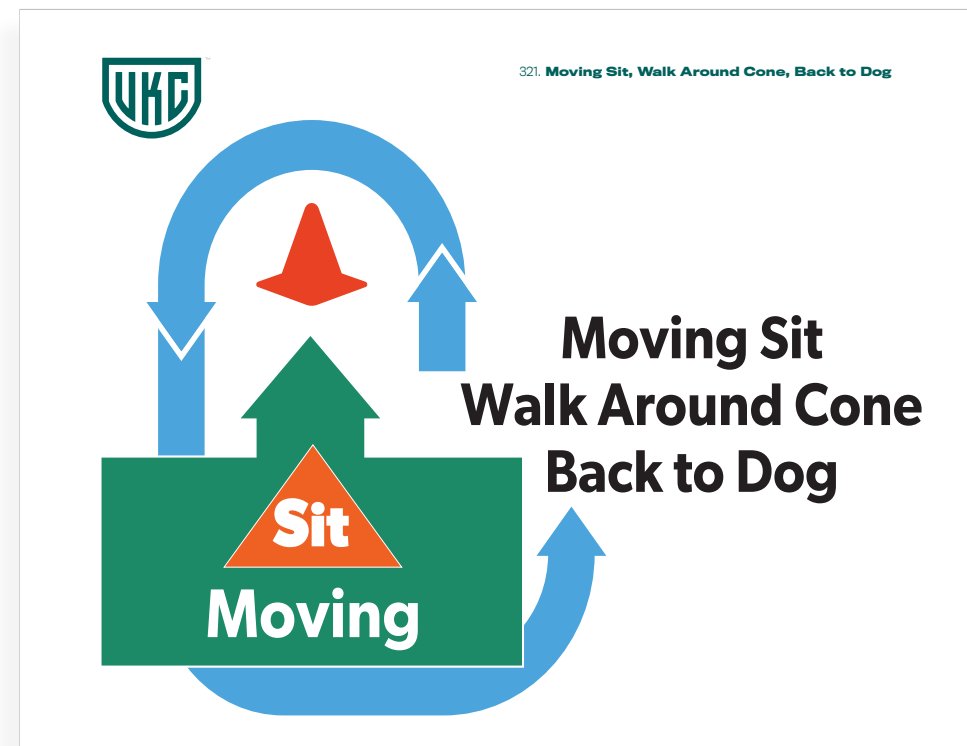 UKC
321. Moving Sit, Walk Around Cone, Back to Dog
Moving Sit
Walk Around Cone
Back to Dog
Sit
Moving